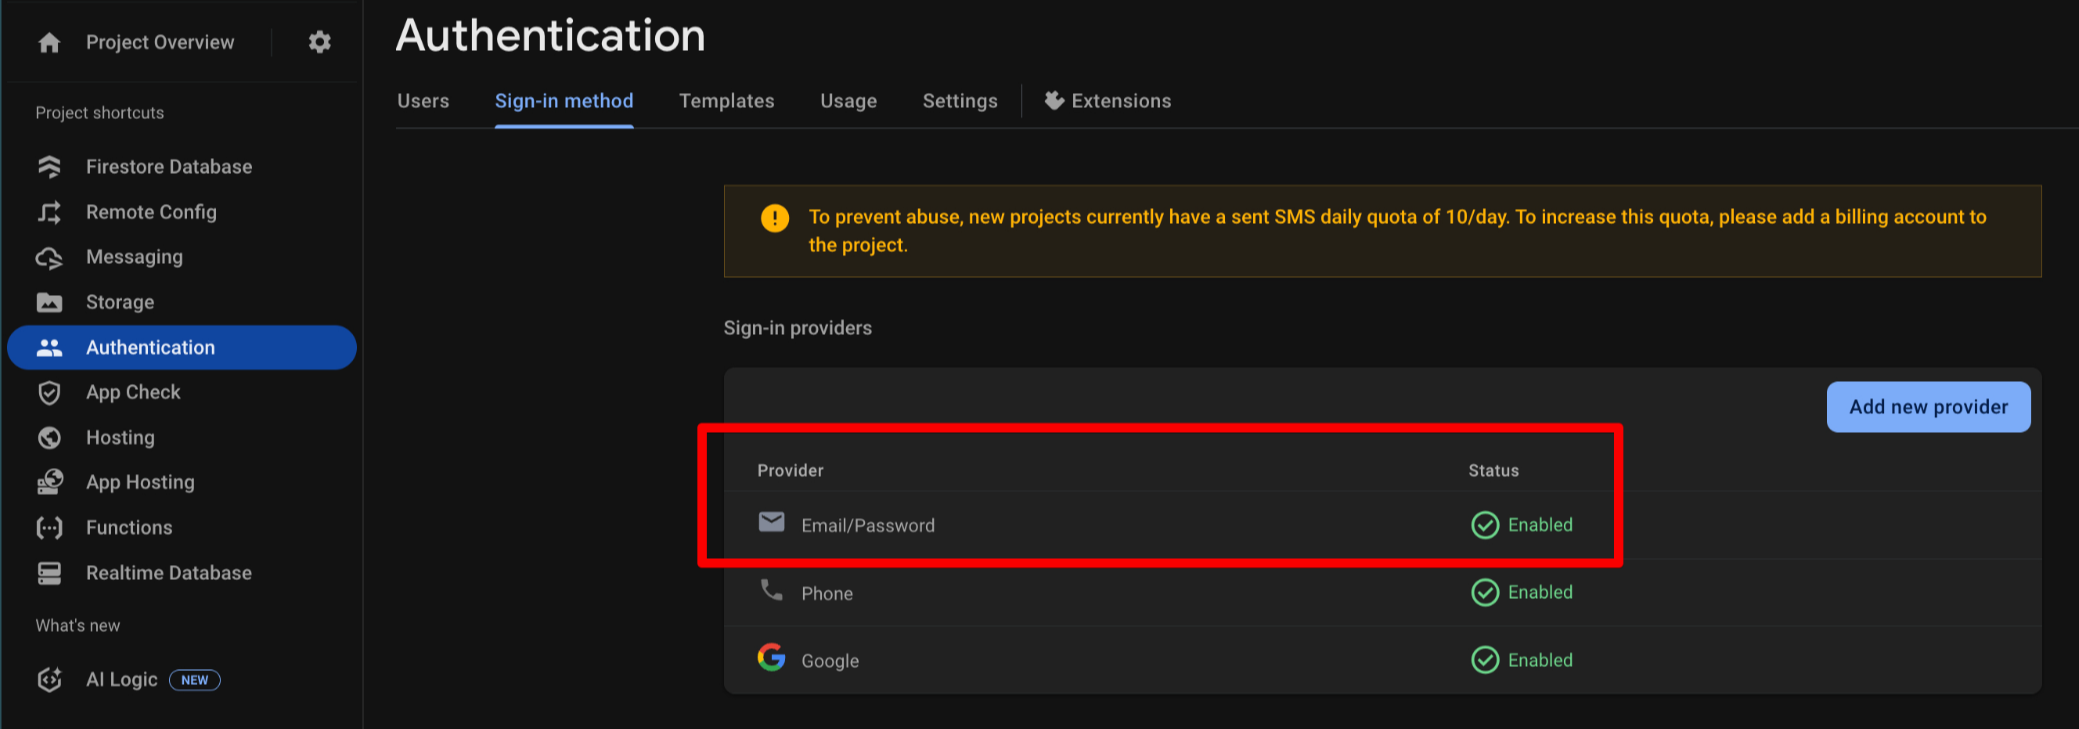 Project Overview
Project shortcuts
Firestore Database
Remote Config
Messaging
Storage
Authentication
App Check
Hosting
App Hosting
Functions
Realtime Database
What's new
AI Logic NEW
Authentication
Users Sign-in method Templates Usage Settings Extensions
To prevent abuse, new projects currently have a sent SMS daily quota of 10/day. To increase this quota, please add a billing account to
the project.
Sign-in providers
Add new provider
Provider Status
Email/Password Enabled
Phone Enabled
Google Enabled